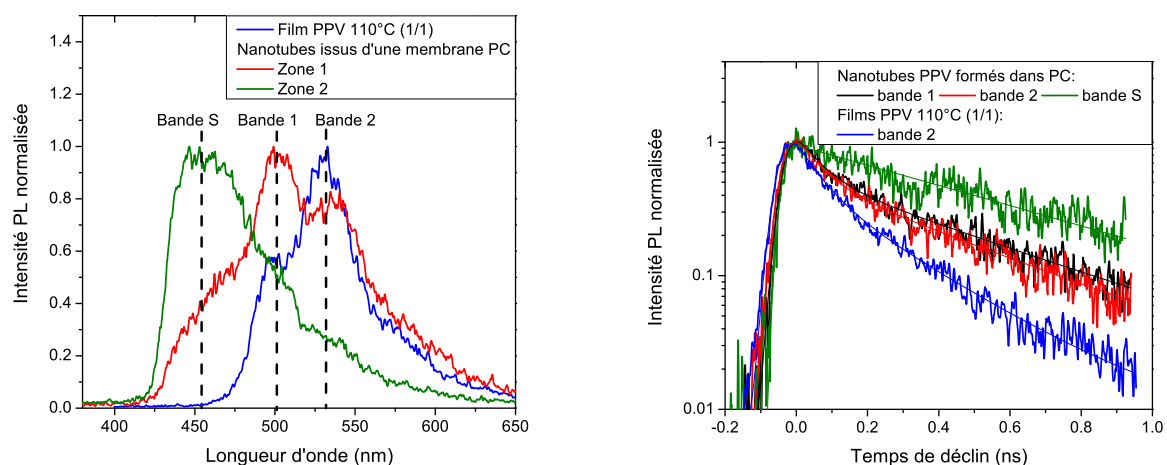 Film PPV 110°C (1/1)
Nanotubes issus d'une membrane PC
Zone 1
Zone 2
Bande S
Bande 1
Bande 2
Intensité PL normalisée
1.4
1.2
1.0
0.8
0.6
0.4
0.2
0.0
400
450
500
550
600
650
Longueur d'onde (nm)
Nanotubes PPV formés dans PC:
bande 1
bande 2
bande S
Films PPV 110°C (1/1):
bande 2
Intensité PL normalisée
1
0.1
0.01
-0.2
0.0
0.2
0.4
0.6
0.8
1.0
Temps de déclin (ns)